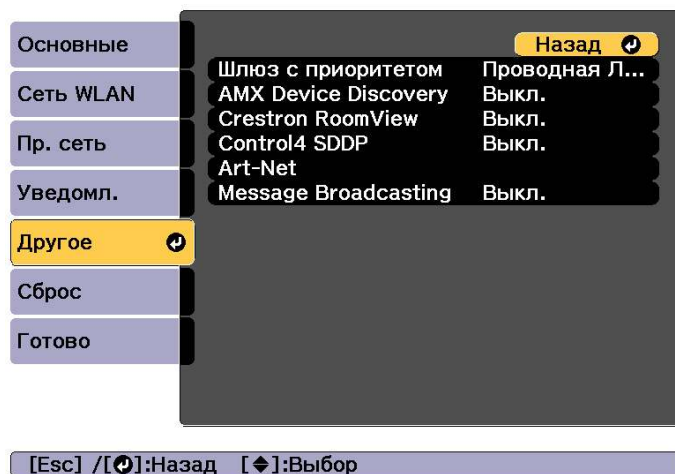 Основные
Сеть WLAN
Пр. сеть
Уведомл.
Другое
Сброс
Готово
Назад
Шлюз с приоритетом Проводная Л...
AMX Device Discovery Выкл.
Crestron RoomView Выкл.
Control4 SDDP Выкл.
Art-Net
Message Broadcasting Выкл.
[Esc] /[⏎]:Назад [◆]:Выбор